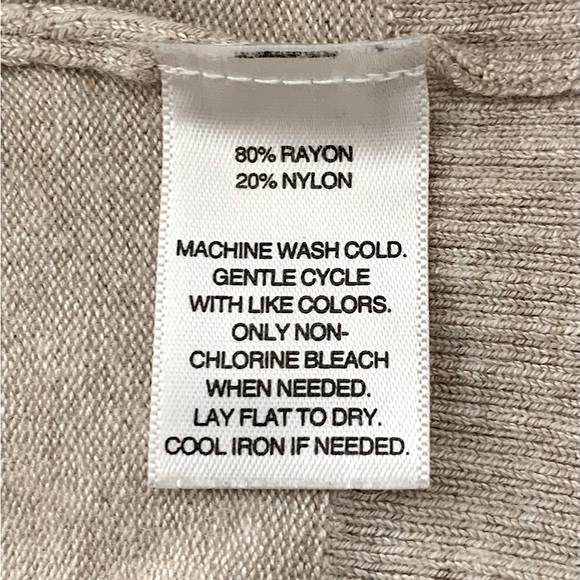 80% RAYON
20% NYLON
MACHINE WASH COLD.
GENTLE CYCLE
WITH LIKE COLORS.
ONLY NON-
CHLORINE BLEACH
WHEN NEEDED.
LAY FLAT TO DRY.
COOL IRON IF NEEDED.